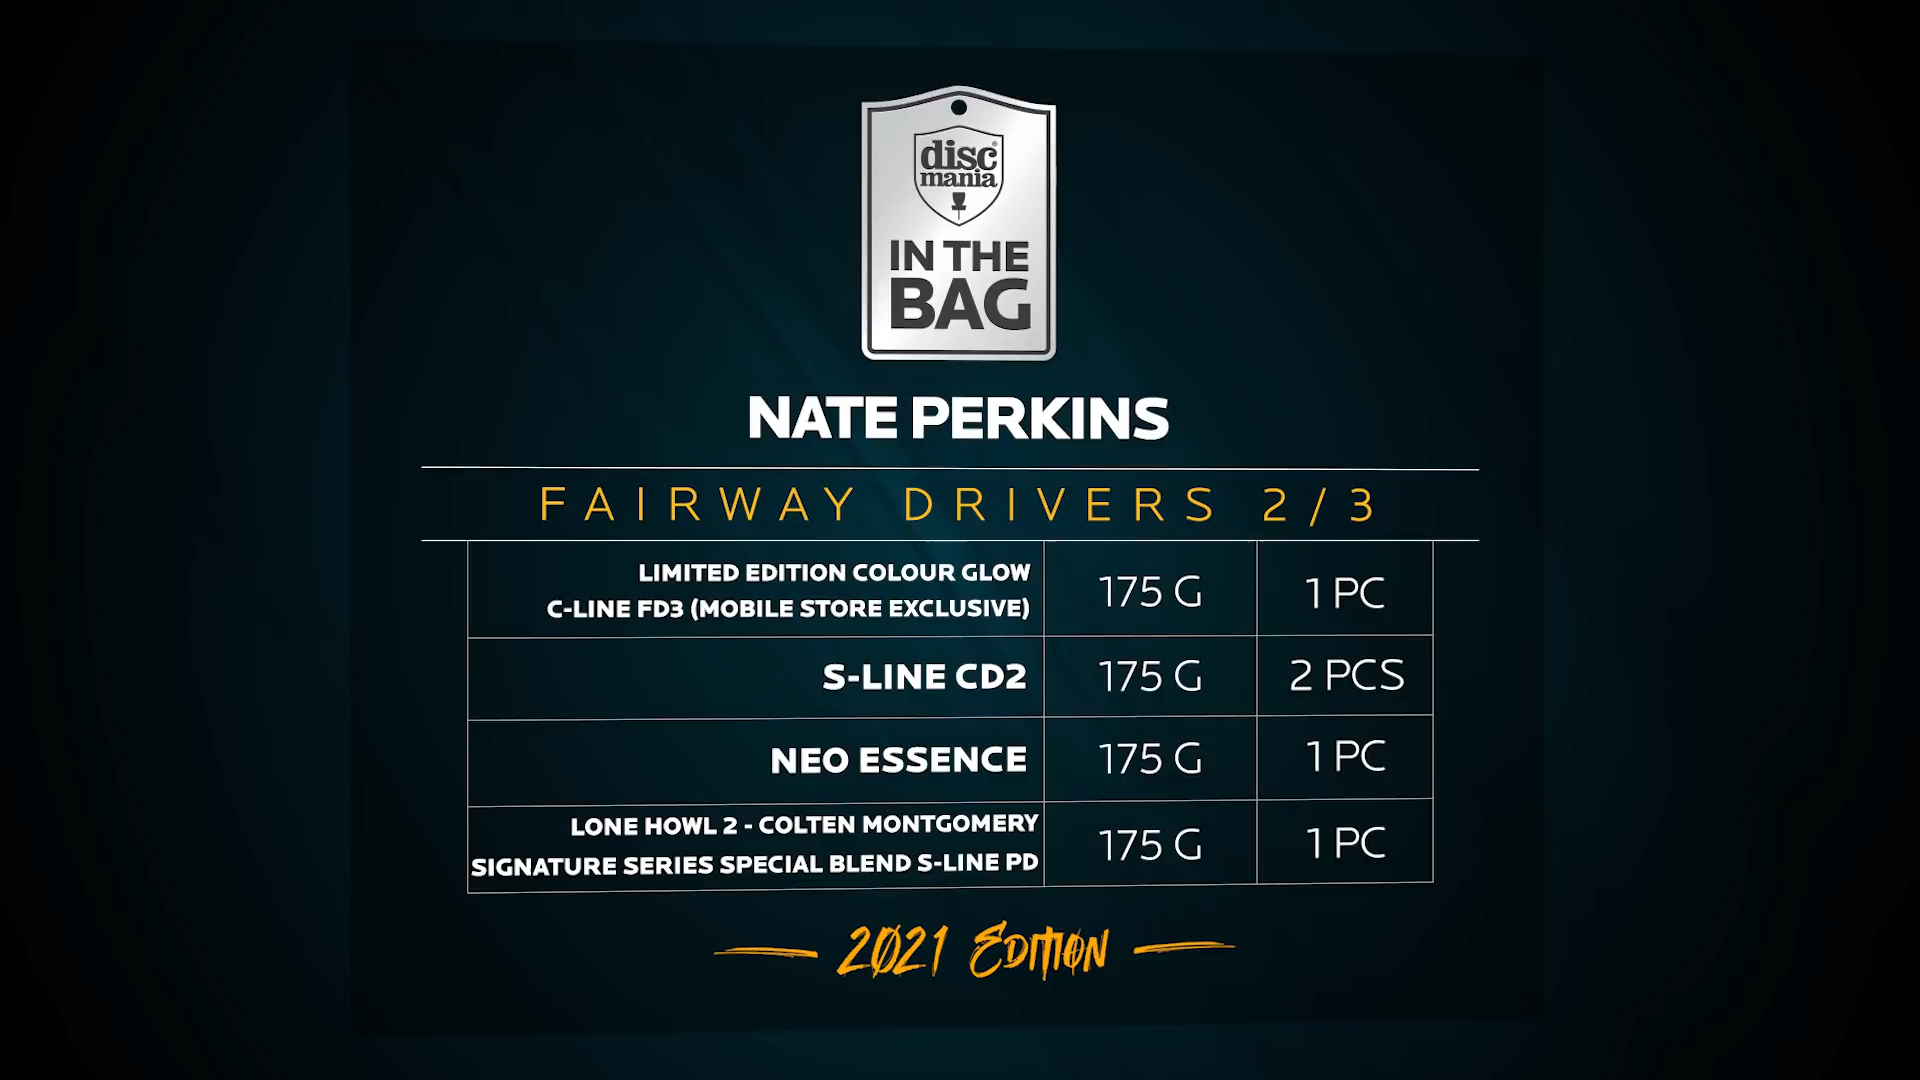 disc
mania
IN THE
BAG
NATE PERKINS
FAIRWAY DRIVERS 2/3
LIMITED EDITION COLOUR GLOW
C-LINE FD3 (MOBILE STORE EXCLUSIVE) 175 G 1 PC
S-LINE CD2 175 G 2 PCS
NEO ESSENCE 175 G 1 PC
LONE HOWL 2 - COLTEN MONTGOMERY
SIGNATURE SERIES SPECIAL BLEND S-LINE PD 175 G 1 PC
2021 EDITION